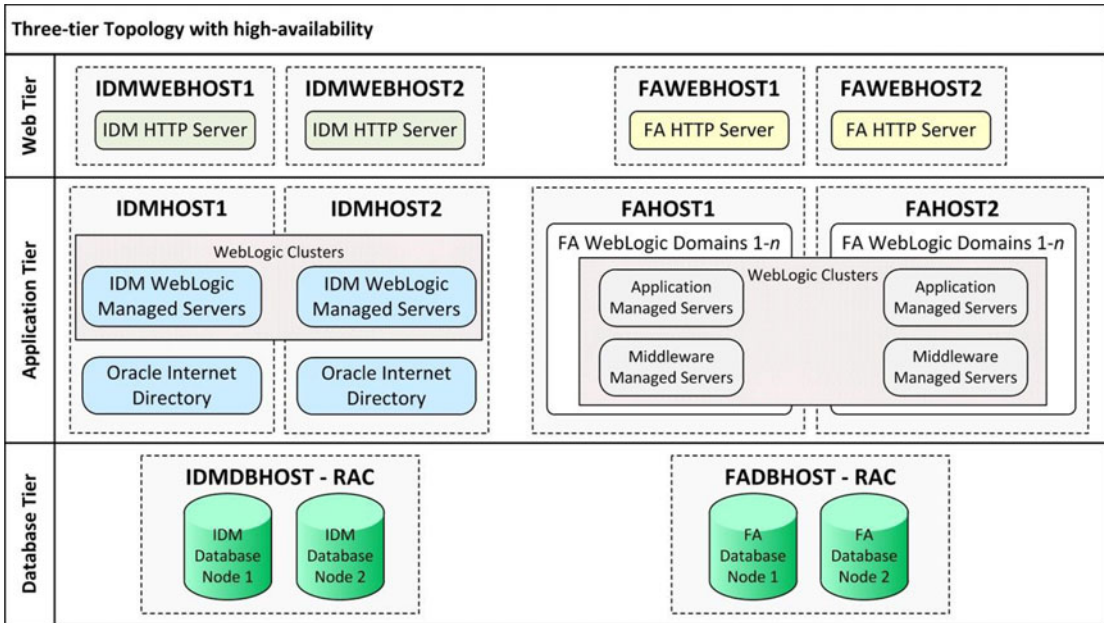 Three-tier Topology with high-availability
Web Tier
IDMWEBHOST1
IDM HTTP Server
IDMWEBHOST2
IDM HTTP Server
FAWEBHOST1
FA HTTP Server
FAWEBHOST2
FA HTTP Server
Application Tier
IDMHOST1
IDMHOST2
WebLogic Clusters
IDM WebLogic
Managed Servers
IDM WebLogic
Managed Servers
Oracle Internet
Directory
Oracle Internet
Directory
FAHOST1
FA WebLogic Domains 1-n
FAHOST2
FA WebLogic Domains 1-n
WebLogic Clusters
Application
Managed Servers
Application
Managed Servers
Middleware
Managed Servers
Middleware
Managed Servers
Database Tier
IDMDBHOST - RAC
IDM
Database
Node 1
IDM
Database
Node 2
FADBHOST - RAC
FA
Database
Node 1
FA
Database
Node 2